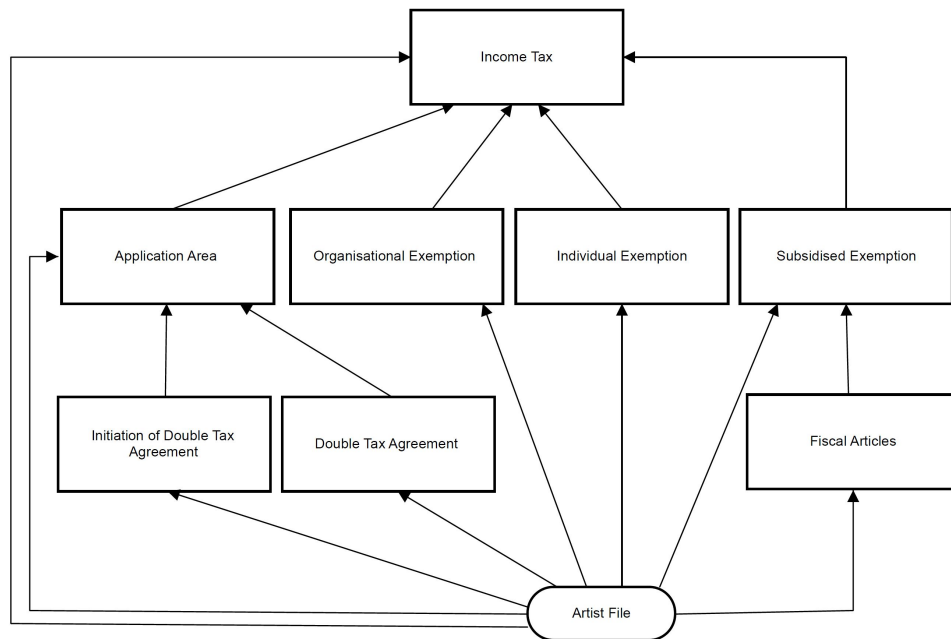 Income Tax
Application Area
Organisational Exemption
Individual Exemption
Subsidised Exemption
Initiation of Double Tax
Agreement
Double Tax Agreement
Fiscal Articles
Artist File